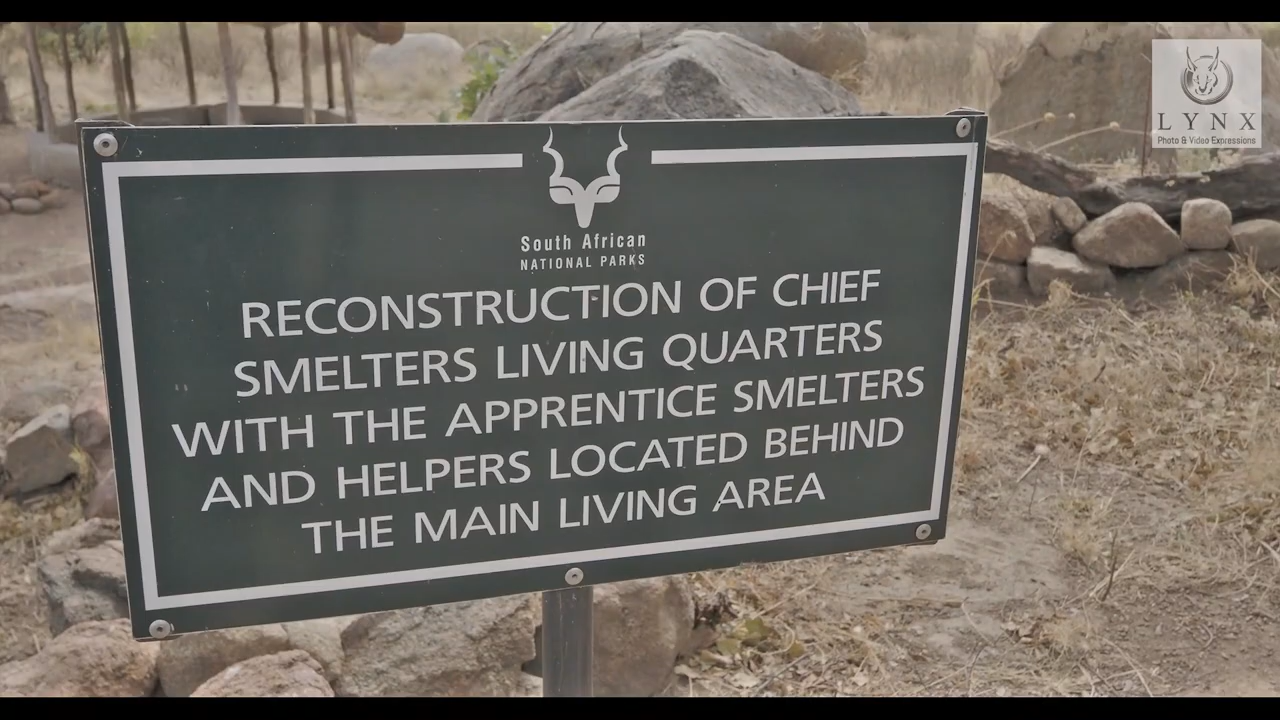 LYNX
Photo & Video Expressions
South African
NATIONAL PARKS
RECONSTRUCTION OF CHIEF
SMELTERS LIVING QUARTERS
WITH THE APPRENTICE SMELTERS
AND HELPERS LOCATED BEHIND
THE MAIN LIVING AREA